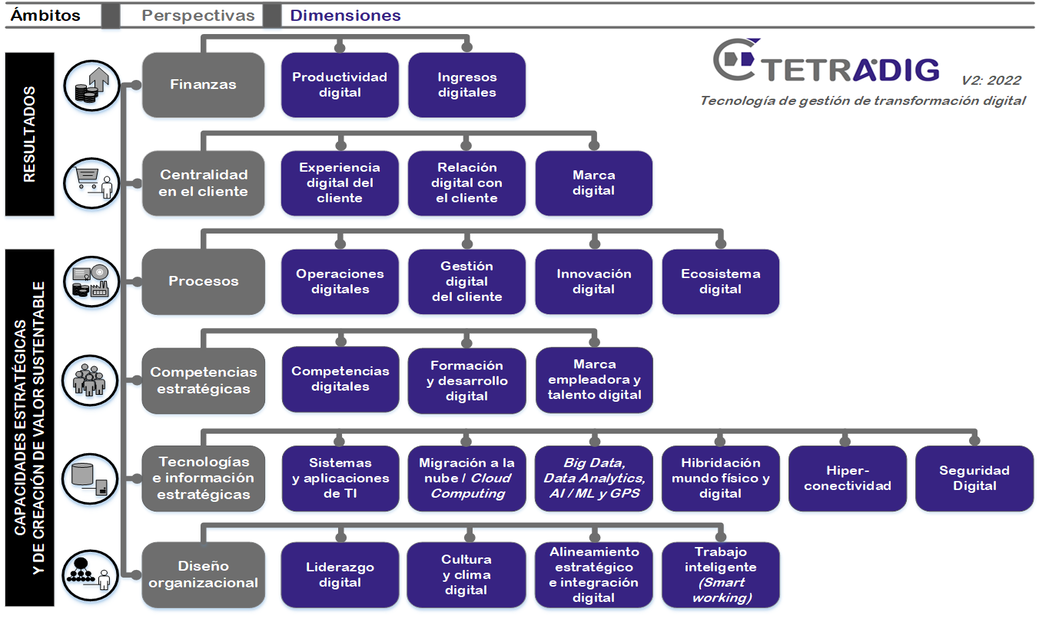 Ámbitos
Perspectivas
Dimensiones
TETRADIG
V2: 2022
Tecnología de gestión de transformación digital
RESULTADOS
Finanzas
Productividad
digital
Ingresos
digitales
Centralidad
en el cliente
Experiencia
digital del
cliente
Relación
digital con
el cliente
Marca
digital
CAPACIDADES ESTRATÉGICAS
Y DE CREACIÓN DE VALOR SUSTENTABLE
Procesos
Operaciones
digitales
Gestión
digital
del cliente
Innovación
digital
Ecosistema
digital
Competencias
estratégicas
Competencias
digitales
Formación
y desarrollo
digital
Marca
empleadora y
talento digital
Tecnologías
e información
estratégicas
Sistemas
y aplicaciones
de TI
Migración a la
nube / Cloud
Computing
Big Data,
Data Analytics,
AI / ML y GPS
Hibridación
mundo físico y
digital
Hiper-
conectividad
Seguridad
Digital
Diseño
organizacional
Liderazgo
digital
Cultura
y clima
digital
Alineamiento
estratégico
e integración
digital
Trabajo
inteligente
(Smart
working)